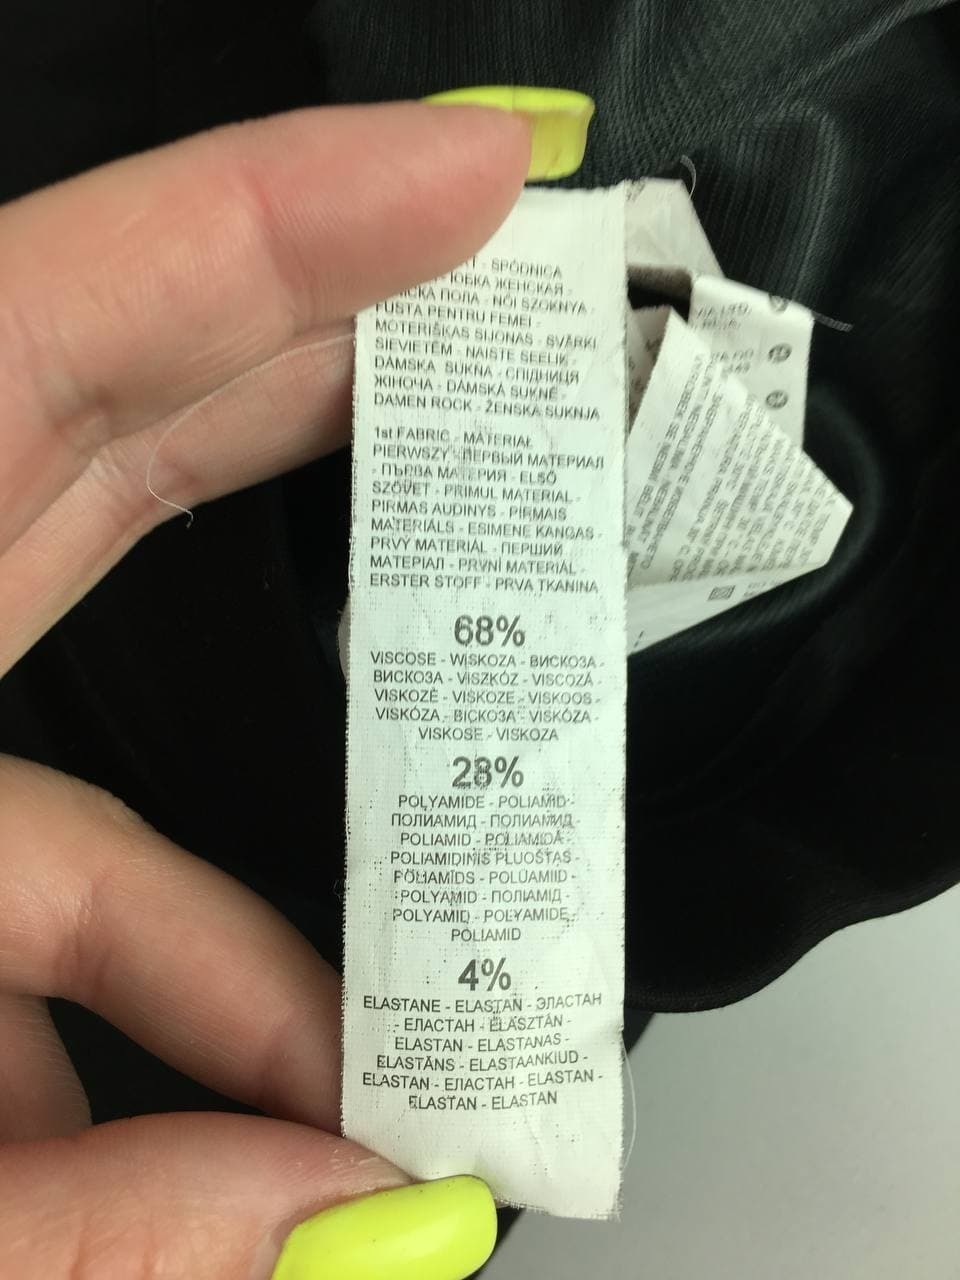 - SPÓDNICA
- ЮБКА ЖЕНСКАЯ -
ПОЛА - NŐI SZOKNYA -
FUSTĂ PENTRU FEMEI -
MOTERIŠKAS SIJONAS - SVĀRKI
SIEVIETĒM - NAISTE SEELIK -
DÁMSKA SUKŇA - СПІДНИЦЯ
ЖІНОЧА - DÁMSKÁ SUKNĚ -
DAMEN ROCK - ŽENSKA SUKNJA
1st FABRIC - MATERIAŁ
PIERWSZY - ПЕРВЫЙ МАТЕРИАЛ
- ПЪРВА МАТЕРИЯ - ELSŐ
SZÖVET - PRIMUL MATERIAL -
PIRMAS AUDINYS - PIRMAIS
MATERIĀLS - ESIMENE KANGAS -
PRVÝ MATERIÁL - ПЕРШИЙ
МАТЕРІАЛ - PRVNÍ MATERIÁL -
ERSTER STOFF - PRVA TKANINA
68%
VISCOSE - WISKOZA - ВИСКОЗА -
ВИСКОЗА - VISZKÓZ - VISCOZĂ -
VISKOZĖ - VISKOZE - VISKOOS -
VISKÓZA - ВІСКОЗА - VISKÓZA -
VISKOSE - VISKOZA
28%
POLYAMIDE - POLIAMID -
ПОЛИАМИД - ПОЛИАМИД -
POLIAMID - POLIAMIDĂ -
POLIAMIDINIS PLUOŠTAS -
POLIAMĪDS - POLÜAMIID -
POLYAMID - ПОЛІАМІД -
POLYAMID - POLYAMIDE -
POLIAMID
4%
ELASTANE - ELASTAN - ЭЛАСТАН
- ЕЛАСТАН - ELASZTÁN -
ELASTAN - ELASTANAS -
ELASTĀNS - ELASTAANKIUD -
ELASTAN - ЕЛАСТАН - ELASTAN -
ELASTAN - ELASTAN